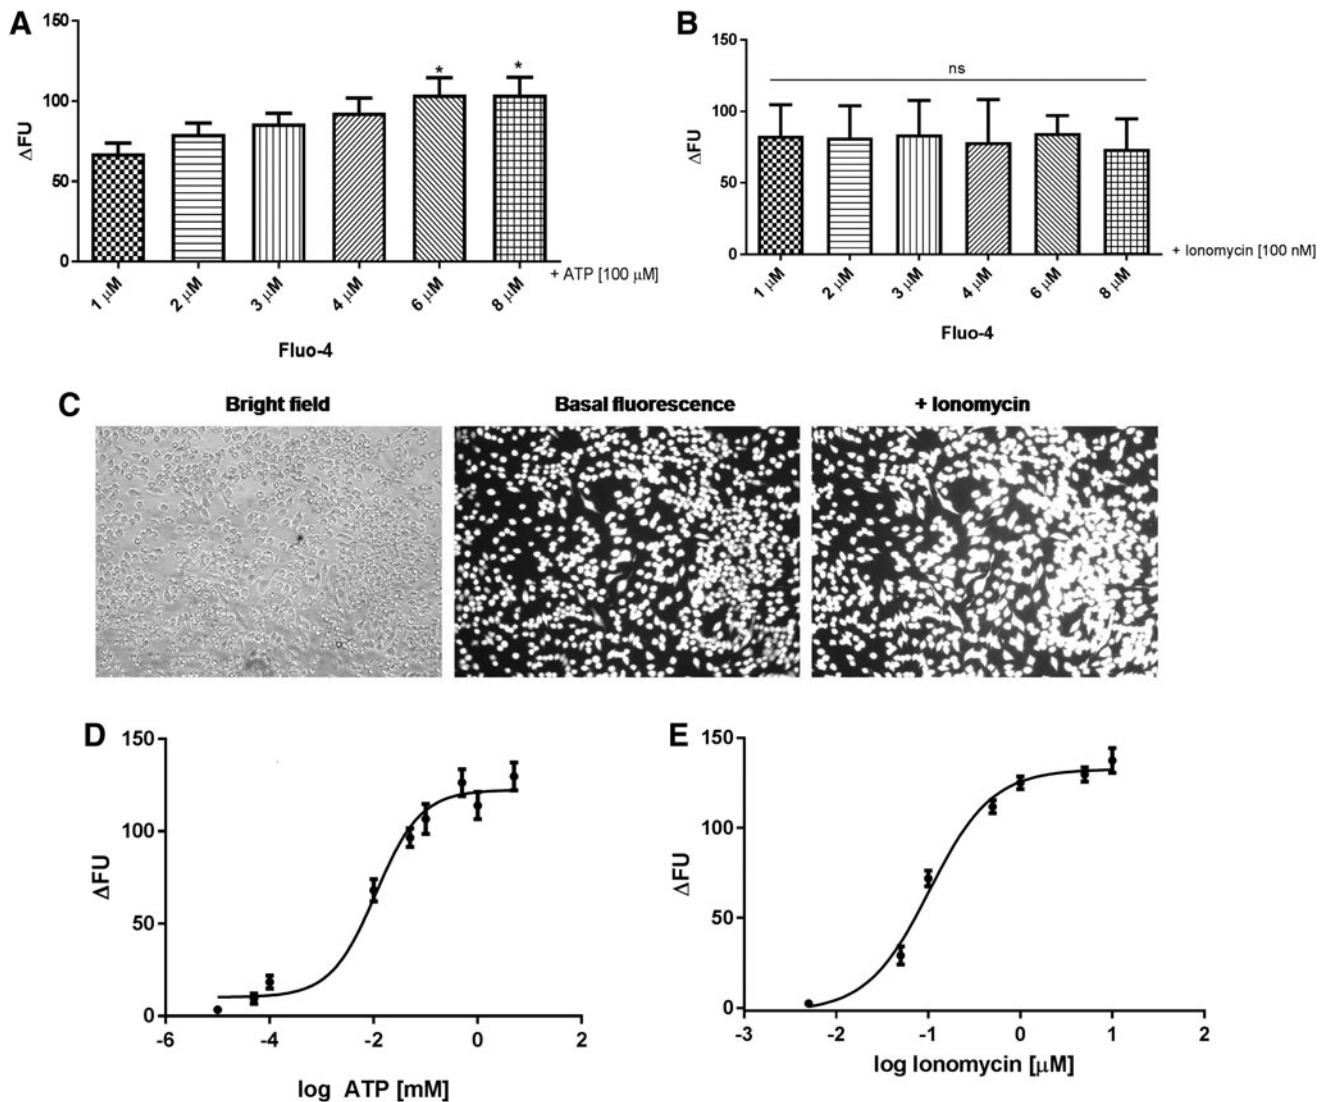 A
150
100
50
0
ΔFU
* *
1 μM 2 μM 3 μM 4 μM 6 μM 8 μM
+ ATP [100 μM]
Fluo-4
B
150
100
50
0
ΔFU
ns
1 μM 2 μM 3 μM 4 μM 6 μM 8 μM
+ Ionomycin [100 nM]
Fluo-4
C
Bright field Basal fluorescence + Ionomycin
D
150
100
50
0
ΔFU
-6 -4 -2 0 2
log ATP [mM]
E
150
100
50
0
ΔFU
-3 -2 -1 0 1 2
log Ionomycin [μM]